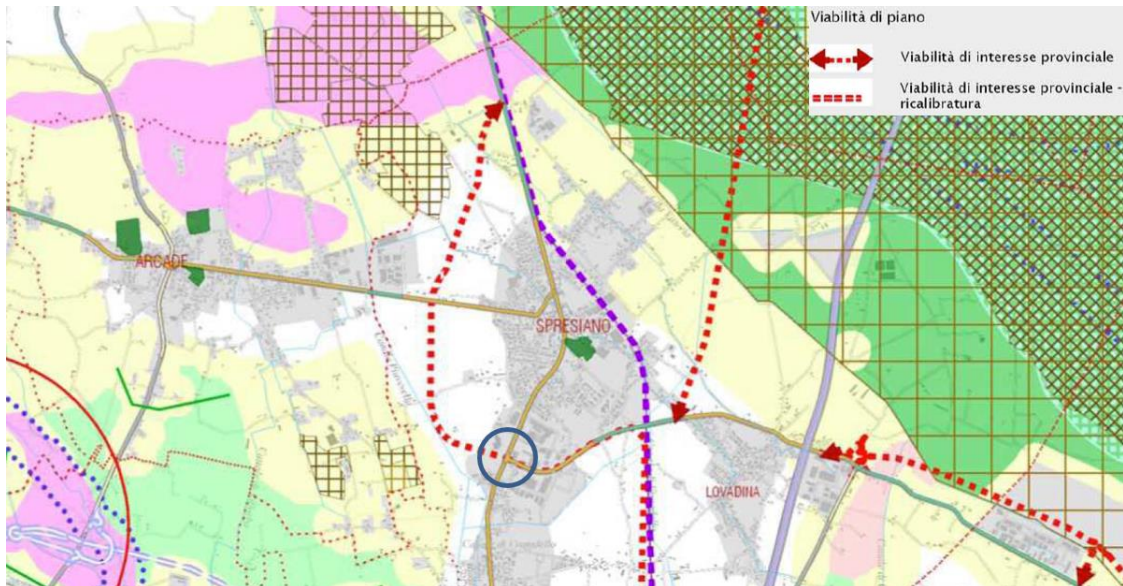 Viabilità di piano
Viabilità di interesse provinciale
Viabilità di interesse provinciale -
ricalibratura
ARCADE
SPRESIANO
LOVADINA